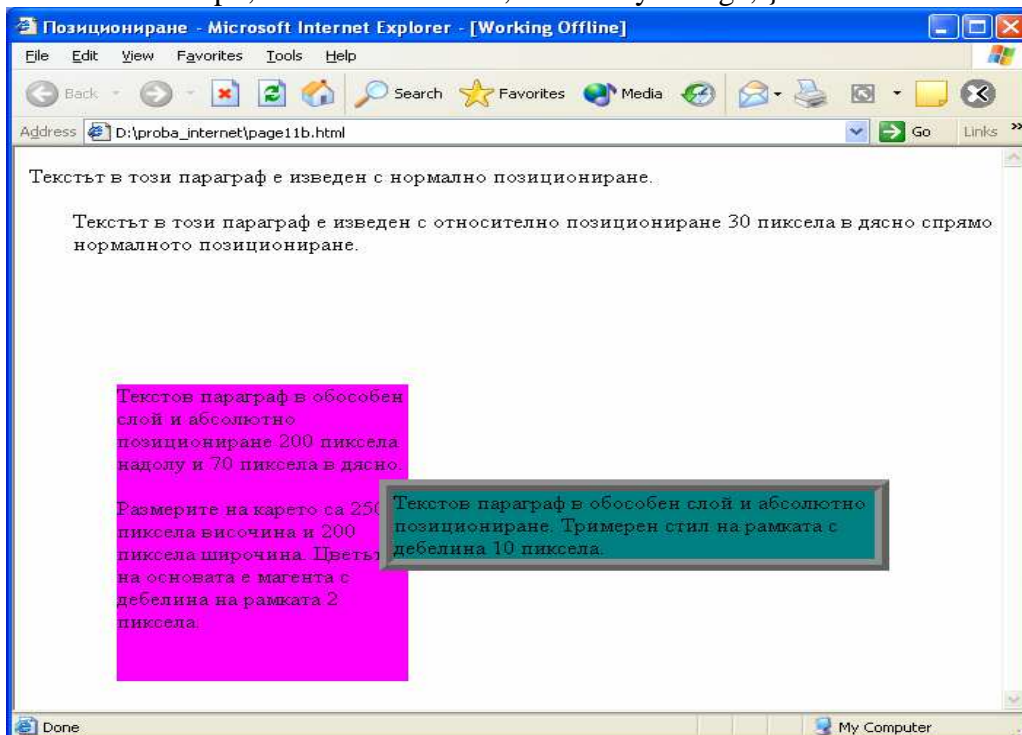 Позициониране - Microsoft Internet Explorer - [Working Offline]
File Edit View Favorites Tools Help
Back Search Favorites Media
Address D:\proba_internet\page11b.html Go Links »
Текстът в този параграф е изведен с нормално позициониране.
Текстът в този параграф е изведен с относително позициониране 30 пиксела в дясно спрямо
нормалното позициониране.
Текстов параграф в обособен
слой и абсолютно
позициониране 200 пиксела
надолу и 70 пиксела в дясно.
Размерите на карето са 250
пиксела височина и 200
пиксела широчина. Цветът
на основата е магента с
дебелина на рамката 2
пиксела.
Текстов параграф в обособен слой и абсолютно
позициониране. Тримерен стил на рамката с
дебелина 10 пиксела.
Done My Computer